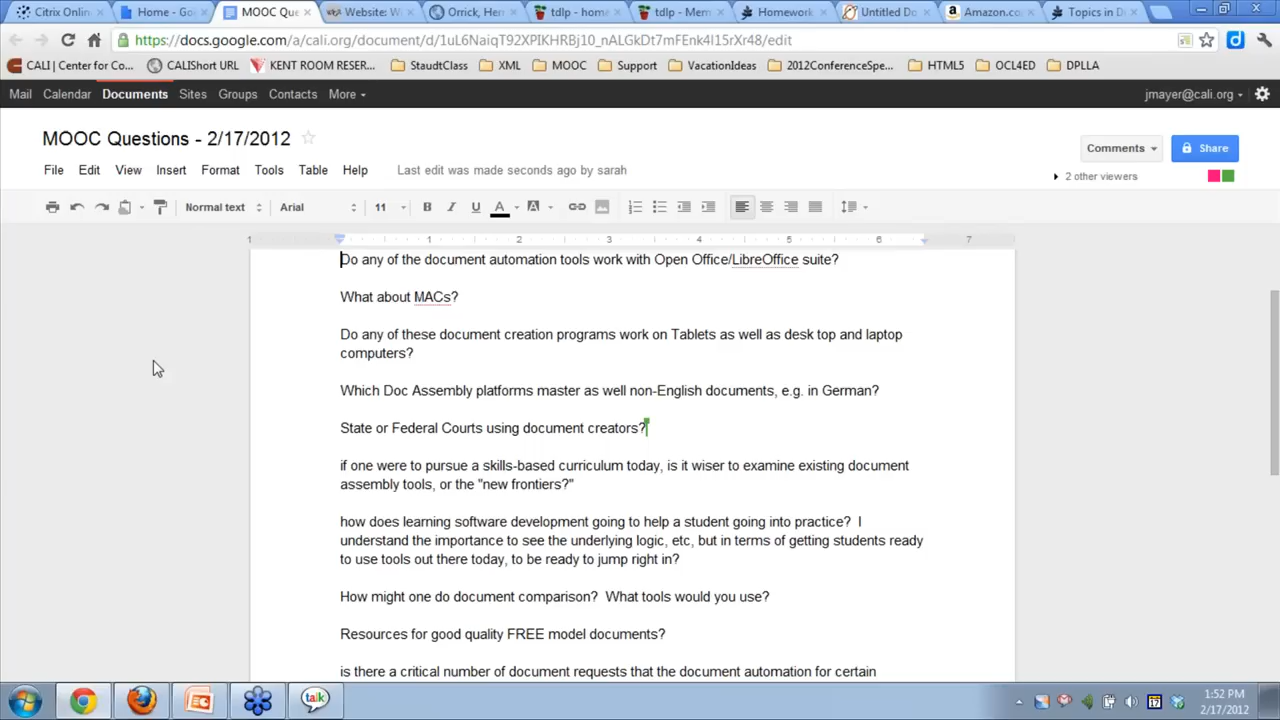 Citrix Online
Home - Go
MOOC Que
Website: W
Orrick, Her
tdlp - home
tdlp - Mem
Homework
Untitled Do
Amazon.co
Topics in D
https://docs.google.com/a/cali.org/document/d/1uL6NaiqT92XPIKHRBj10_nALGkDt7mFEnk4I15rXr48/edit
CALI | Center for Co...
CALIShort URL
KENT ROOM RESER...
StaudtClass
XML
MOOC
Support
VacationIdeas
2012ConferenceSpe...
HTML5
OCL4ED
DPLLA
Mail Calendar Documents Sites Groups Contacts More
jmayer@cali.org
MOOC Questions - 2/17/2012
Comments
Share
File Edit View Insert Format Tools Table Help
Last edit was made seconds ago by sarah
2 other viewers
Normal text Arial 11 B I U A A
1 1 2 3 4 5 6 7
Do any of the document automation tools work with Open Office/LibreOffice suite?
What about MACs?
Do any of these document creation programs work on Tablets as well as desk top and laptop
computers?
Which Doc Assembly platforms master as well non-English documents, e.g. in German?
State or Federal Courts using document creators?
if one were to pursue a skills-based curriculum today, is it wiser to examine existing document
assembly tools, or the "new frontiers?"
how does learning software development going to help a student going into practice?  I
understand the importance to see the underlying logic, etc, but in terms of getting students ready
to use tools out there today, to be ready to jump right in?
How might one do document comparison?  What tools would you use?
Resources for good quality FREE model documents?
is there a critical number of document requests that the document automation for certain
talk
17
1:52 PM
2/17/2012